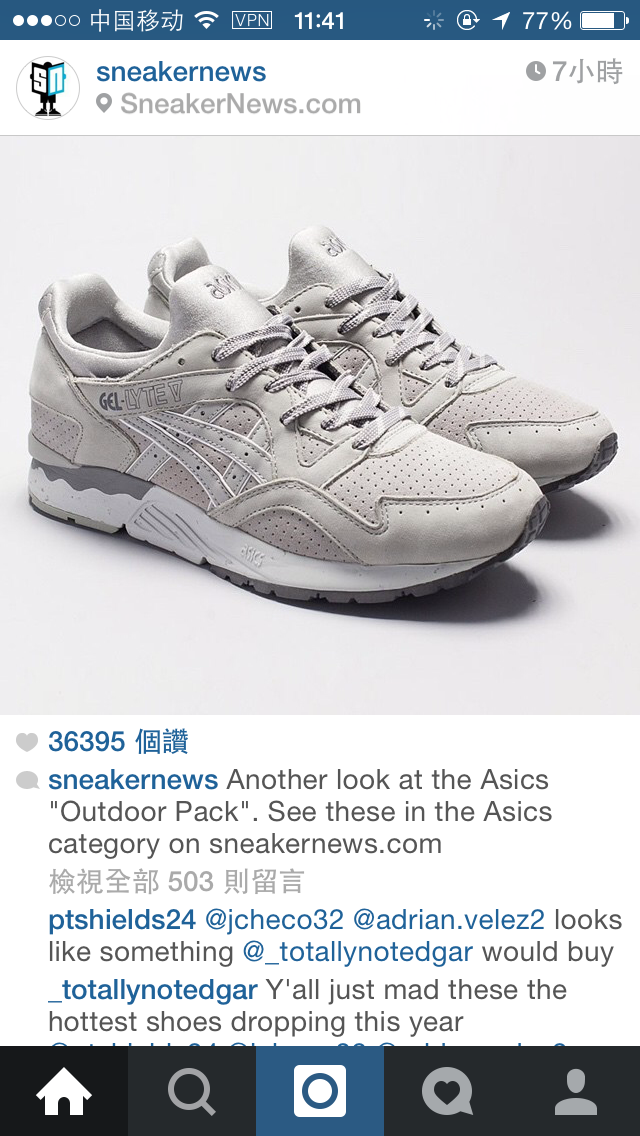 中国移动 VPN 11:41 77%
SN
sneakernews 7小時
SneakerNews.com
asics
GEL-LYTE V
ASICS
36395 個讚
sneakernews Another look at the Asics
"Outdoor Pack". See these in the Asics
category on sneakernews.com
檢視全部 503 則留言
ptshields24 @jcheco32 @adrian.velez2 looks
like something @_totallynotedgar would buy
_totallynotedgar Y'all just mad these the
hottest shoes dropping this year